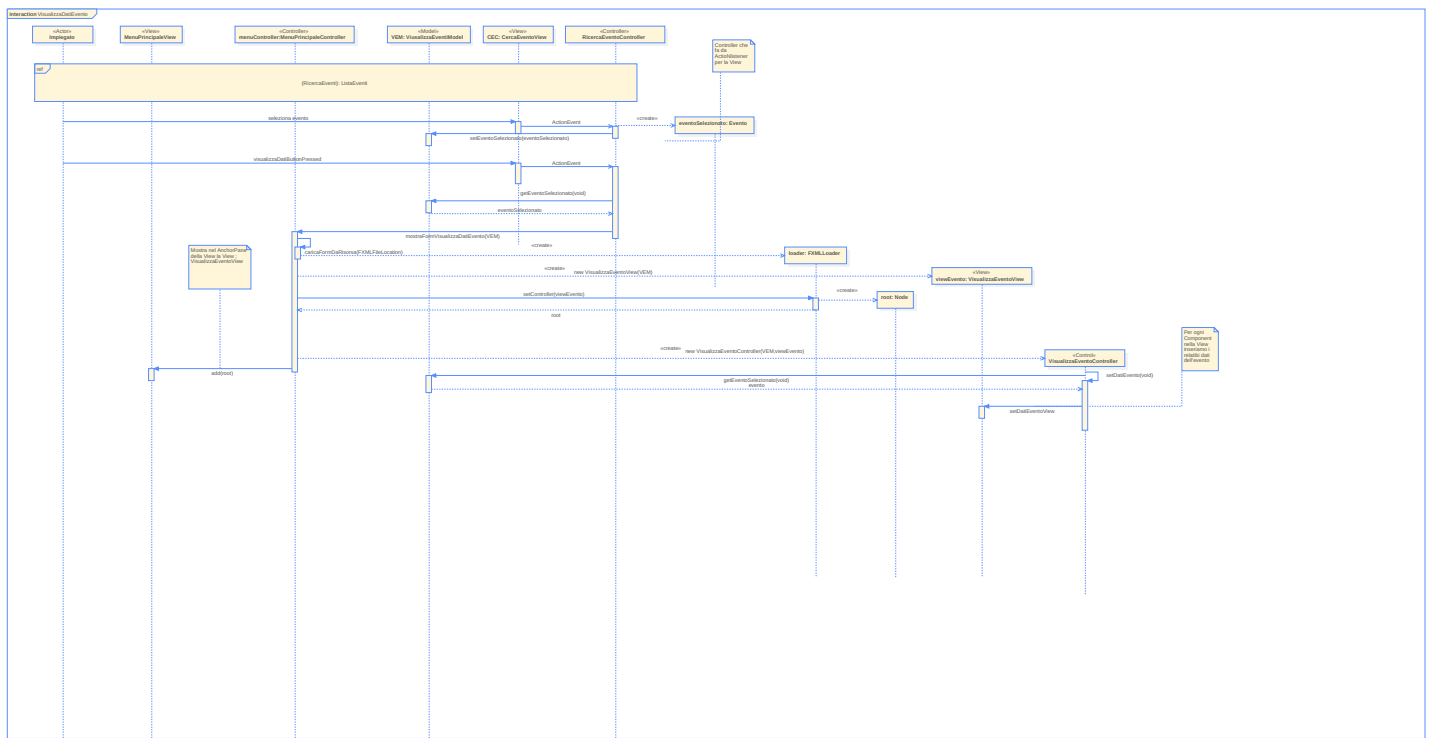 interaction VisualizzaDatiEvento
«Actor»
Impiegato
«View»
MenuPrincipaleView
«Controller»
menuController:MenuPrincipaleController
«Model»
VEM: ViusalizzaEventiModel
«View»
CEC: CercaEventoView
«Controller»
RicercaEventoController
Controller che
fa da
ActioNlistener
per la View
ref
(RicercaEventi): ListaEventi
seleziona evento
ActionEvent
«create»
eventoSelezionato: Evento
setEventoSelezionato(eventoSelezionato)
visualizzaDatiButtonPressed
ActionEvent
getEventoSelezionato(void)
eventoSelezionato
mostraFormVisualizzaDatiEvento(VEM)
«create»
Mostra nel AnchorPane
della View la View :
VisualizzaEventoView
caricaFormDaRisorsa(FXMLFileLocation)
loader: FXMLLoader
«create»
new VisualizzaEventoView(VEM)
«View»
viewEvento: VisualizzaEventoView
setController(viewEvento)
«create»
root: Node
root
Per ogni
Component
nella View
inseriamo i
relatibi dati
dell'evento
«create»
new VisualizzaEventoController(VEM,viewEvento)
«Control»
VisualizzaEventoController
add(root)
setDatiEvento(void)
getEventoSelezionato(void)
evento
setDatiEventoView